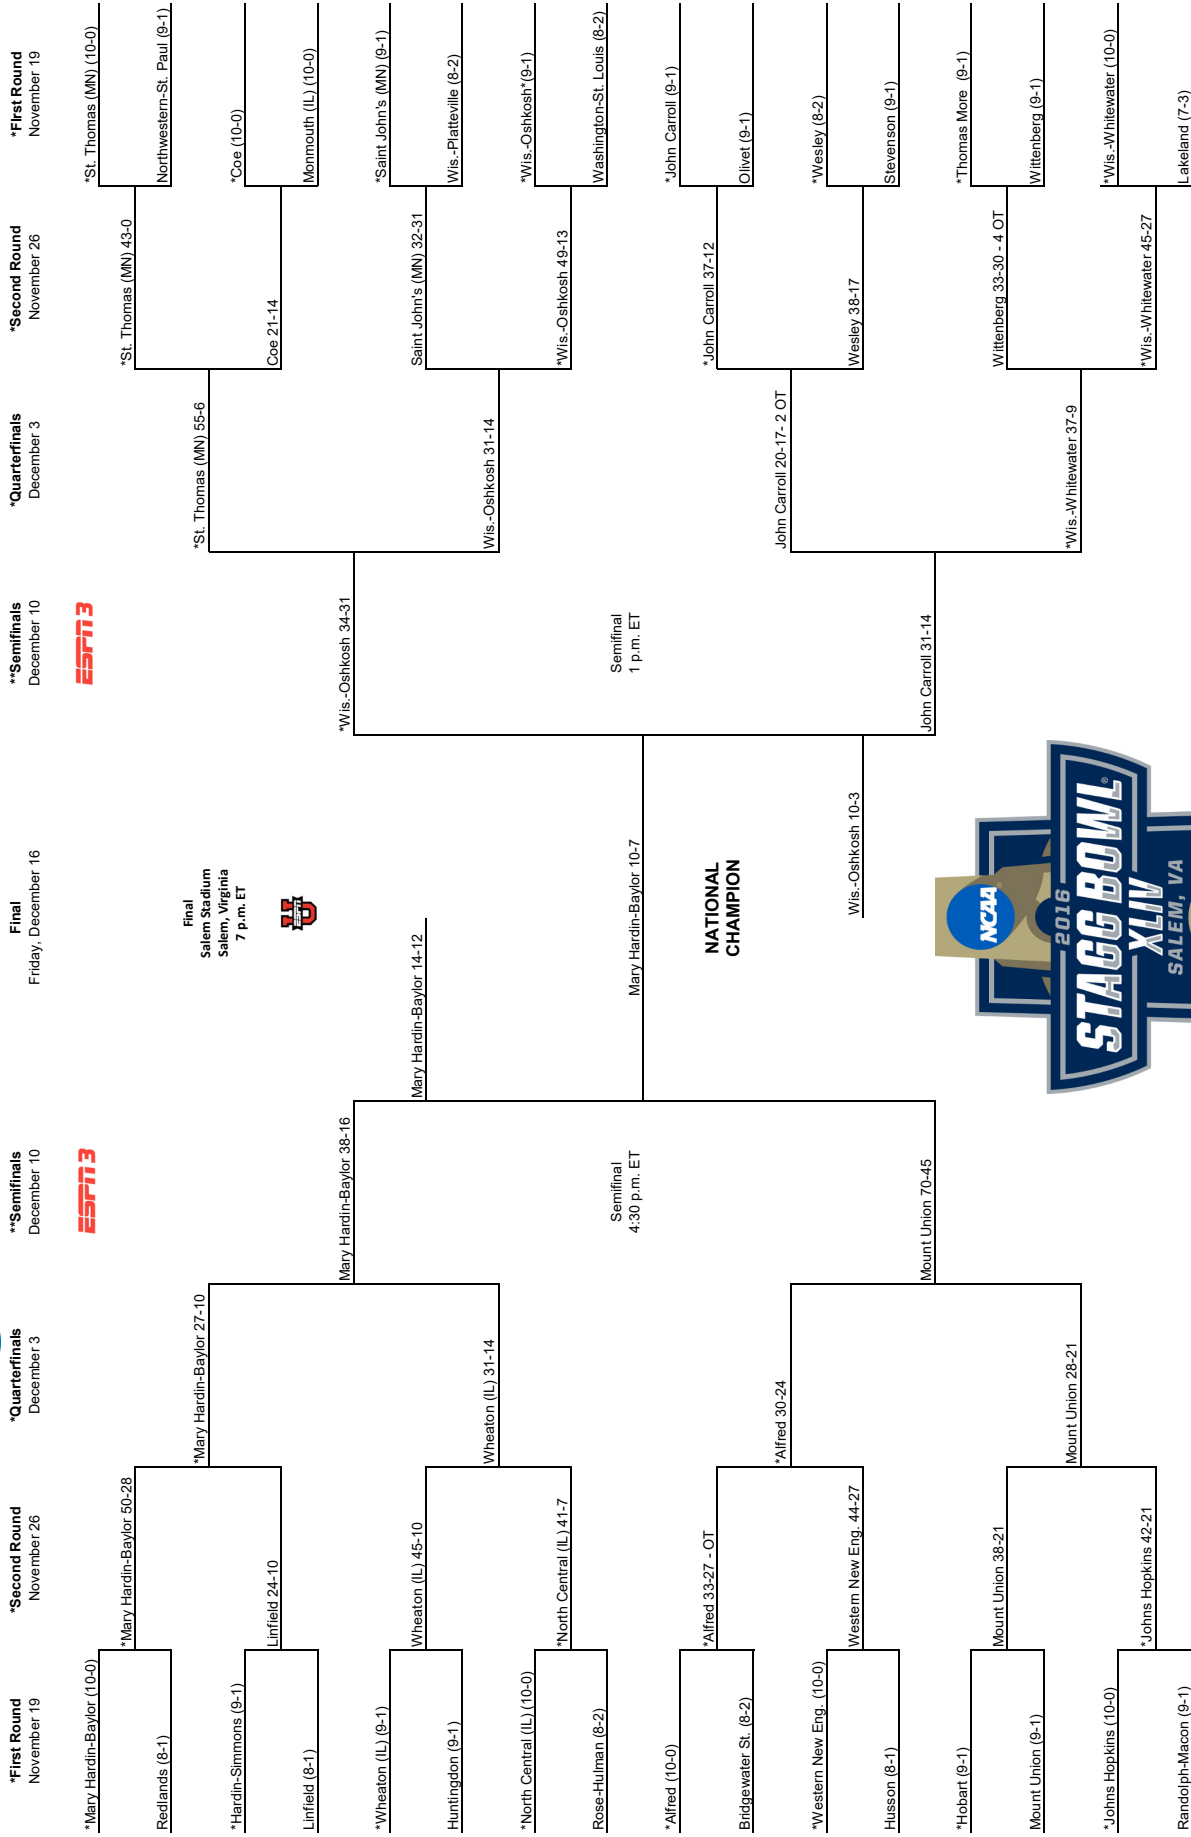 *First Round
November 19
*Second Round
November 26
*Quarterfinals
December 3
**Semifinals
December 10
Final
Friday, December 16
**Semifinals
December 10
*Quarterfinals
December 3
*Second Round
November 26
*First Round
November 19
ESPN3
ESPN3
*Mary Hardin-Baylor (10-0)
Redlands (8-1)
*Hardin-Simmons (9-1)
Linfield (8-1)
*Wheaton (IL) (9-1)
Huntingdon (9-1)
*North Central (IL) (10-0)
Rose-Hulman (8-2)
*Alfred (10-0)
Bridgewater St. (8-2)
*Western New Eng. (10-0)
Husson (8-1)
*Hobart (9-1)
Mount Union (9-1)
*Johns Hopkins (10-0)
Randolph-Macon (9-1)
*Mary Hardin-Baylor 50-28
Linfield 24-10
Wheaton (IL) 45-10
*North Central (IL) 41-7
*Alfred 33-27 - OT
Western New Eng. 44-27
Mount Union 38-21
*Johns Hopkins 42-21
*Mary Hardin-Baylor 27-10
Wheaton (IL) 31-14
*Alfred 30-24
Mount Union 28-21
Mary Hardin-Baylor 38-16
Semifinal
4:30 p.m. ET
Mount Union 70-45
Mary Hardin-Baylor 14-12
Final
Salem Stadium
Salem, Virginia
7 p.m. ET
Mary Hardin-Baylor 10-7
NATIONAL
CHAMPION
Wis.-Oshkosh 10-3
NCAA
2016
STAGG BOWL®
XLIV
SALEM, VA
*Wis.-Oshkosh 34-31
Semifinal
1 p.m. ET
John Carroll 31-14
*St. Thomas (MN) 55-6
Wis.-Oshkosh 31-14
John Carroll 20-17- 2 OT
*Wis.-Whitewater 37-9
*St. Thomas (MN) 43-0
Coe 21-14
Saint John's (MN) 32-31
*Wis.-Oshkosh 49-13
*John Carroll 37-12
Wesley 38-17
Wittenberg 33-30 - 4 OT
*Wis.-Whitewater 45-27
*St. Thomas (MN) (10-0)
Northwestern-St. Paul (9-1)
*Coe (10-0)
Monmouth (IL) (10-0)
*Saint John's (MN) (9-1)
Wis.-Platteville (8-2)
*Wis.-Oshkosh*(9-1)
Washington-St. Louis (8-2)
*John Carroll (9-1)
Olivet (9-1)
*Wesley (8-2)
Stevenson (9-1)
*Thomas More (9-1)
Wittenberg (9-1)
*Wis.-Whitewater (10-0)
Lakeland (7-3)